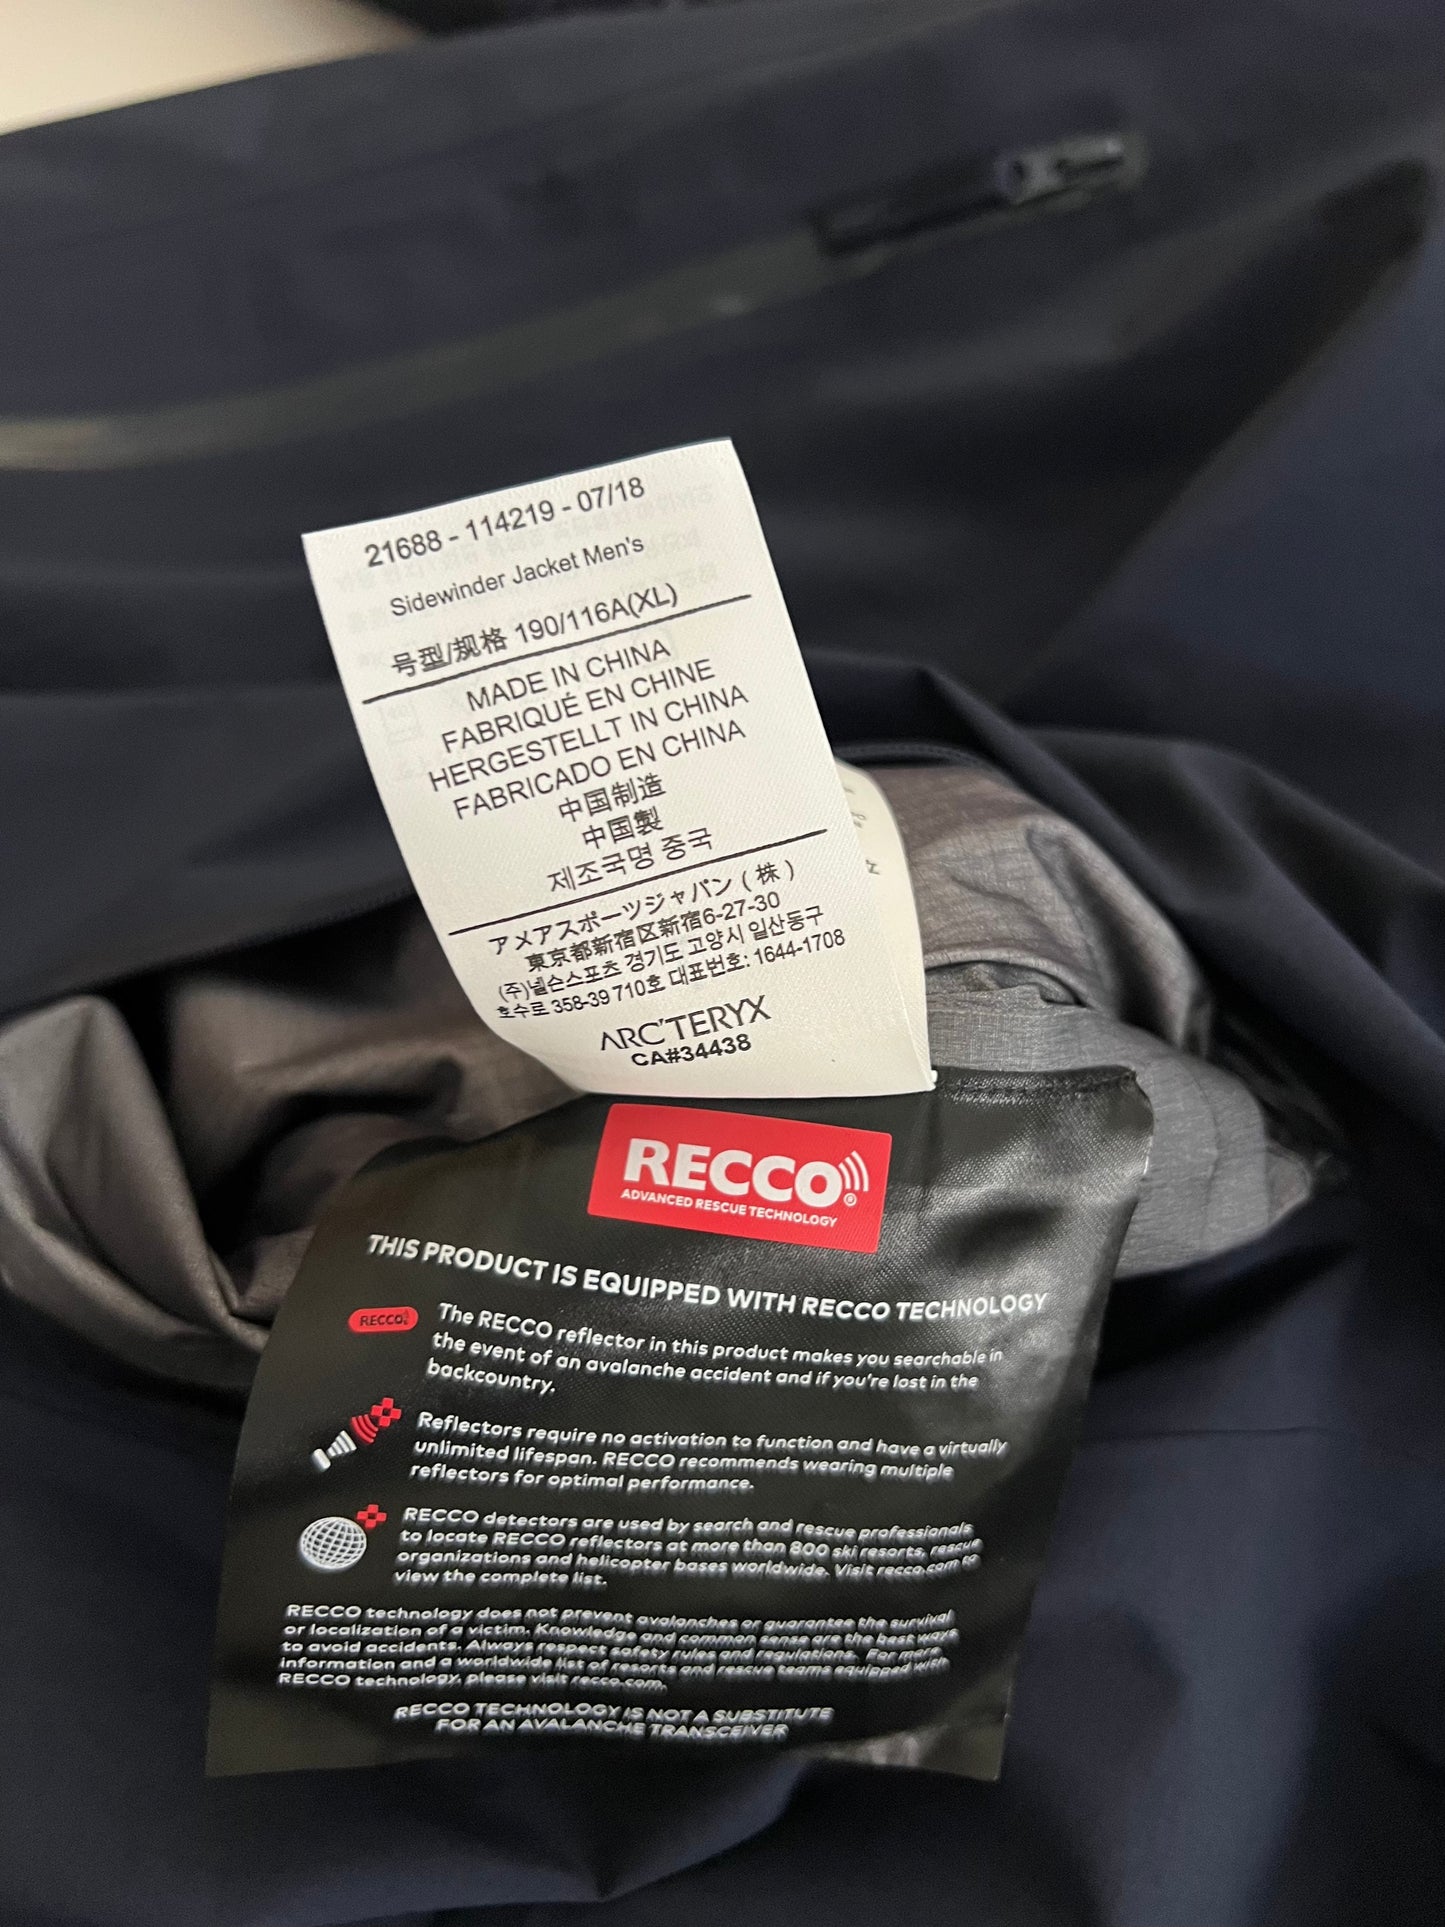 21688 - 114219 - 07/18
Sidewinder Jacket Men's
号型/规格 190/116A(XL)
MADE IN CHINA
FABRIQUÉ EN CHINE
HERGESTELLT IN CHINA
FABRICADO EN CHINA
中国制造
中国製
제조국명 중국
アメアスポーツジャパン (株)
東京都新宿区新宿6-27-30
(주)넬슨스포츠 경기도 고양시 일산동구
호수로 358-39 710호 대표번호: 1644-1708
ARC'TERYX
CA#34438
RECCO®
ADVANCED RESCUE TECHNOLOGY
THIS PRODUCT IS EQUIPPED WITH RECCO TECHNOLOGY
RECCO
The RECCO reflector in this product makes you searchable in
the event of an avalanche accident and if you're lost in the
backcountry.
Reflectors require no activation to function and have a virtually
unlimited lifespan. RECCO recommends wearing multiple
reflectors for optimal performance.
RECCO detectors are used by search and rescue professionals
to locate RECCO reflectors at more than 800 ski resorts, rescue
organizations and helicopter bases worldwide. Visit recco.com to
view the complete list.
RECCO technology does not prevent avalanches or guarantee the survival
or localization of a victim. Knowledge and common sense are the best ways
to avoid accidents. Always respect safety rules and regulations. For more
information and a worldwide list of resorts and rescue teams equipped with
RECCO technology, please visit recco.com.
RECCO TECHNOLOGY IS NOT A SUBSTITUTE
FOR AN AVALANCHE TRANSCEIVER